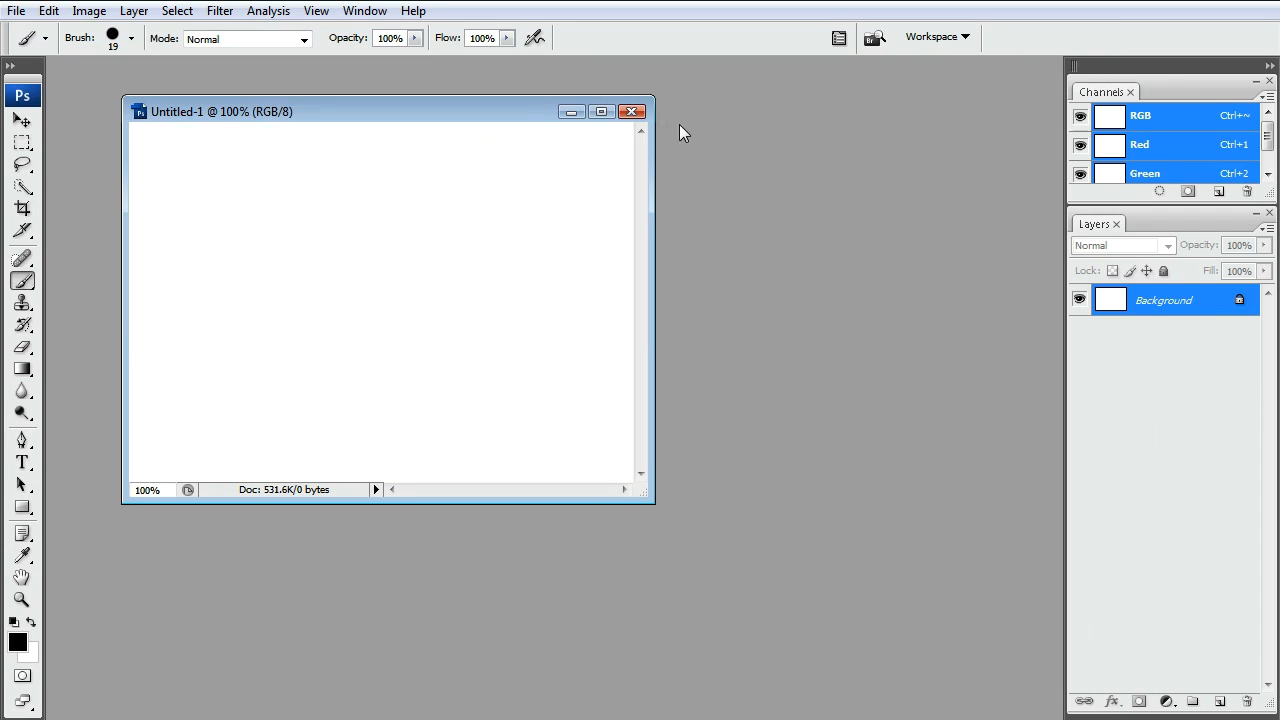 File Edit Image Layer Select Filter Analysis View Window Help
Brush: 19 Mode: Normal Opacity: 100% Flow: 100% Br Workspace
Ps
Untitled-1 @ 100% (RGB/8)
100% Doc: 531.6K/0 bytes
Channels
RGB Ctrl+~
Red Ctrl+1
Green Ctrl+2
Layers
Normal Opacity: 100%
Lock: Fill: 100%
Background
T
fx